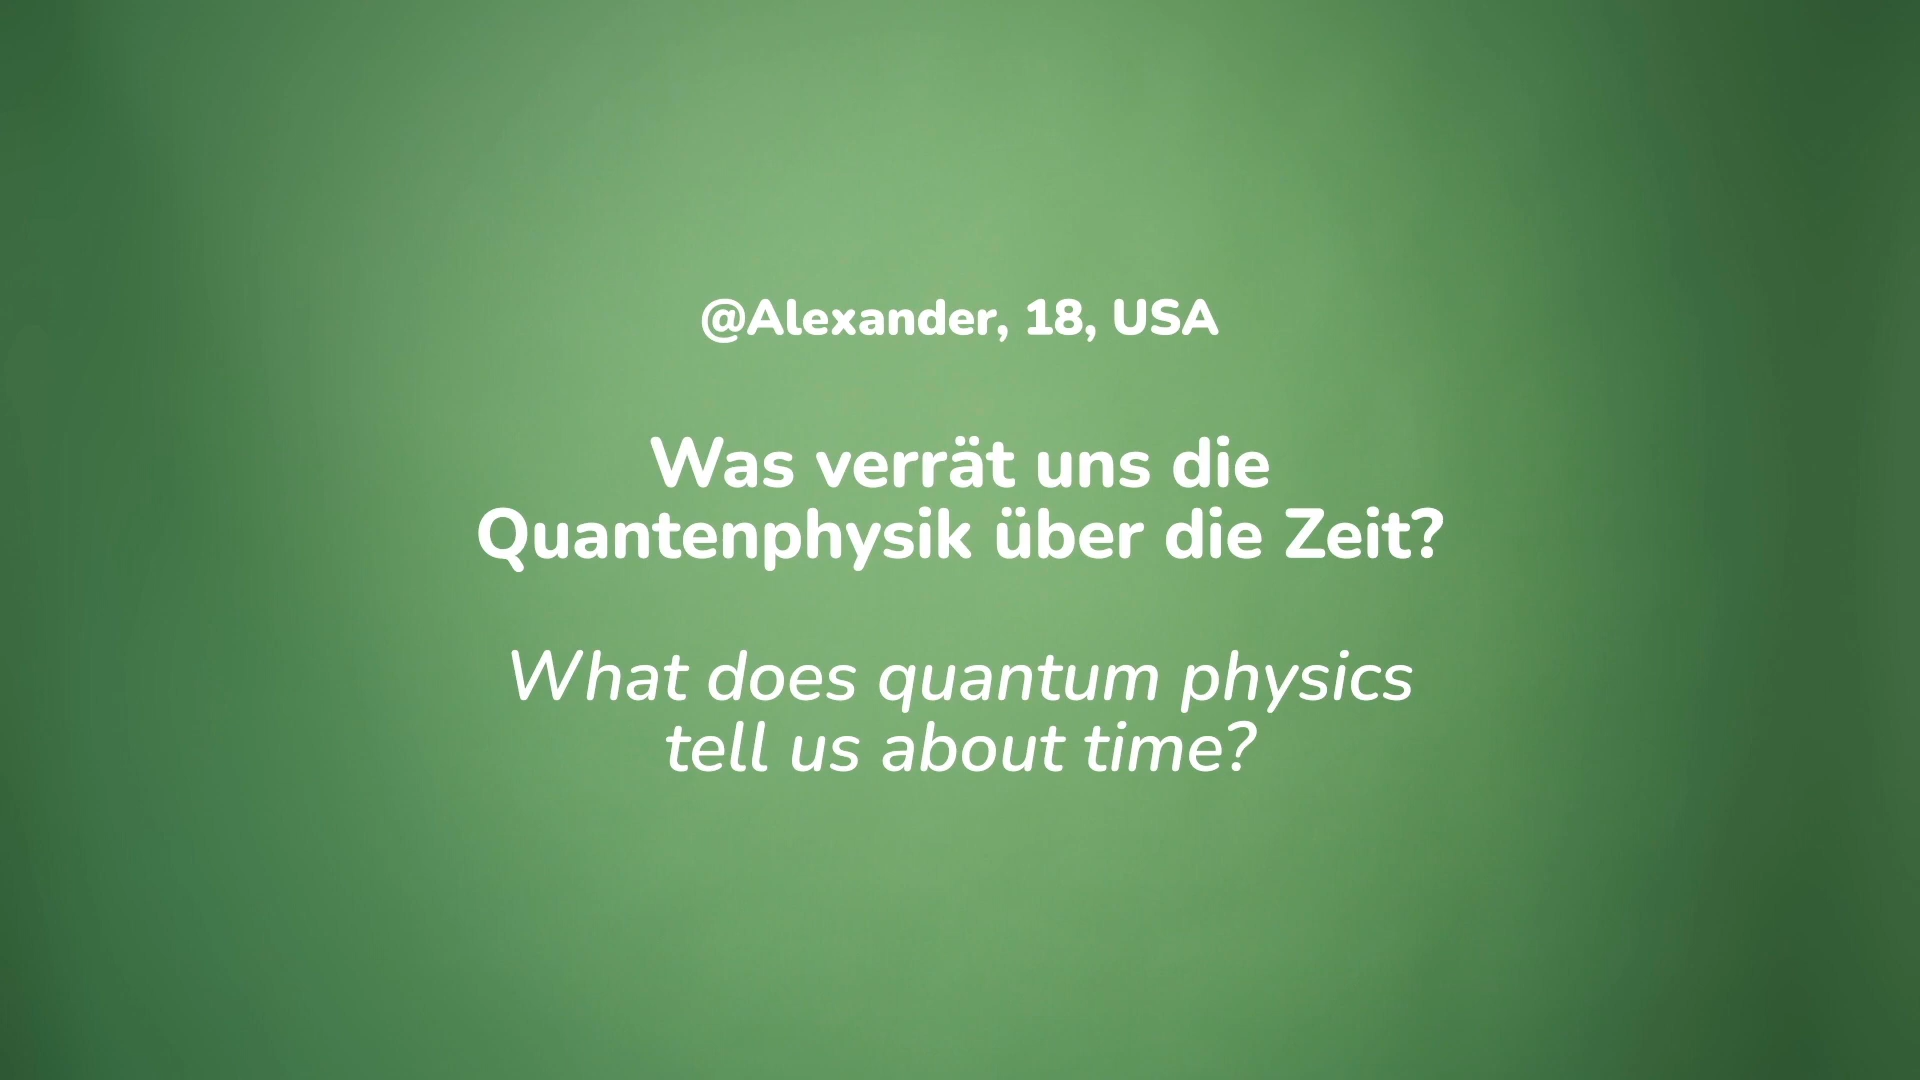 @Alexander, 18, USA
Was verrät uns die
Quantenphysik über die Zeit?
What does quantum physics
tell us about time?